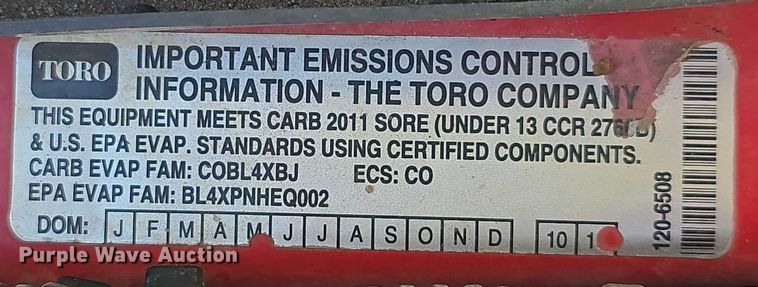 TORO
IMPORTANT EMISSIONS CONTROL
INFORMATION - THE TORO COMPANY
THIS EQUIPMENT MEETS CARB 2011 SORE (UNDER 13 CCR
& U.S. EPA EVAP. STANDARDS USING CERTIFIED COMPONENTS.
CARB EVAP FAM: COBL4XBJ ECS: CO
EPA EVAP FAM: BL4XPNHEQ002
DOM: J F M A M J J A S O N D 10
120-6508
Purple Wave Auction